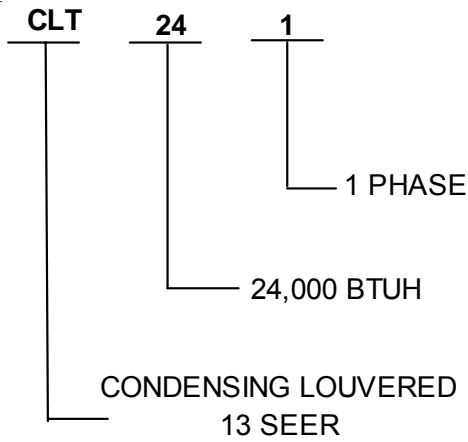 CLT 24 1
1 PHASE
24,000 BTUH
CONDENSING LOUVERED
13 SEER